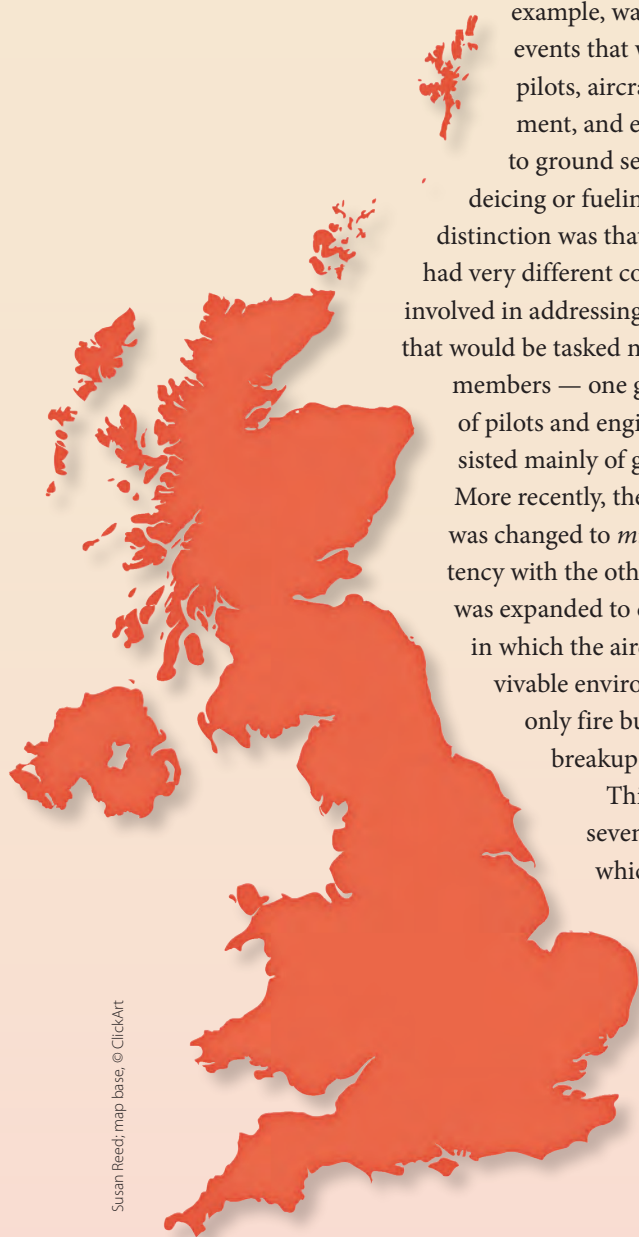 example, wa
events that
pilots, aircra
ment, and e
to ground se
deicing or fuelin
distinction was that
had very different co
involved in addressing
that would be tasked
members — one g
of pilots and engi
sisted mainly of g
More recently, the
was changed to m
tency with the oth
was expanded to
in which the air
vivable enviro
only fire bu
breakup
Thi
seven
whic
Susan Reed; map base, © ClickArt